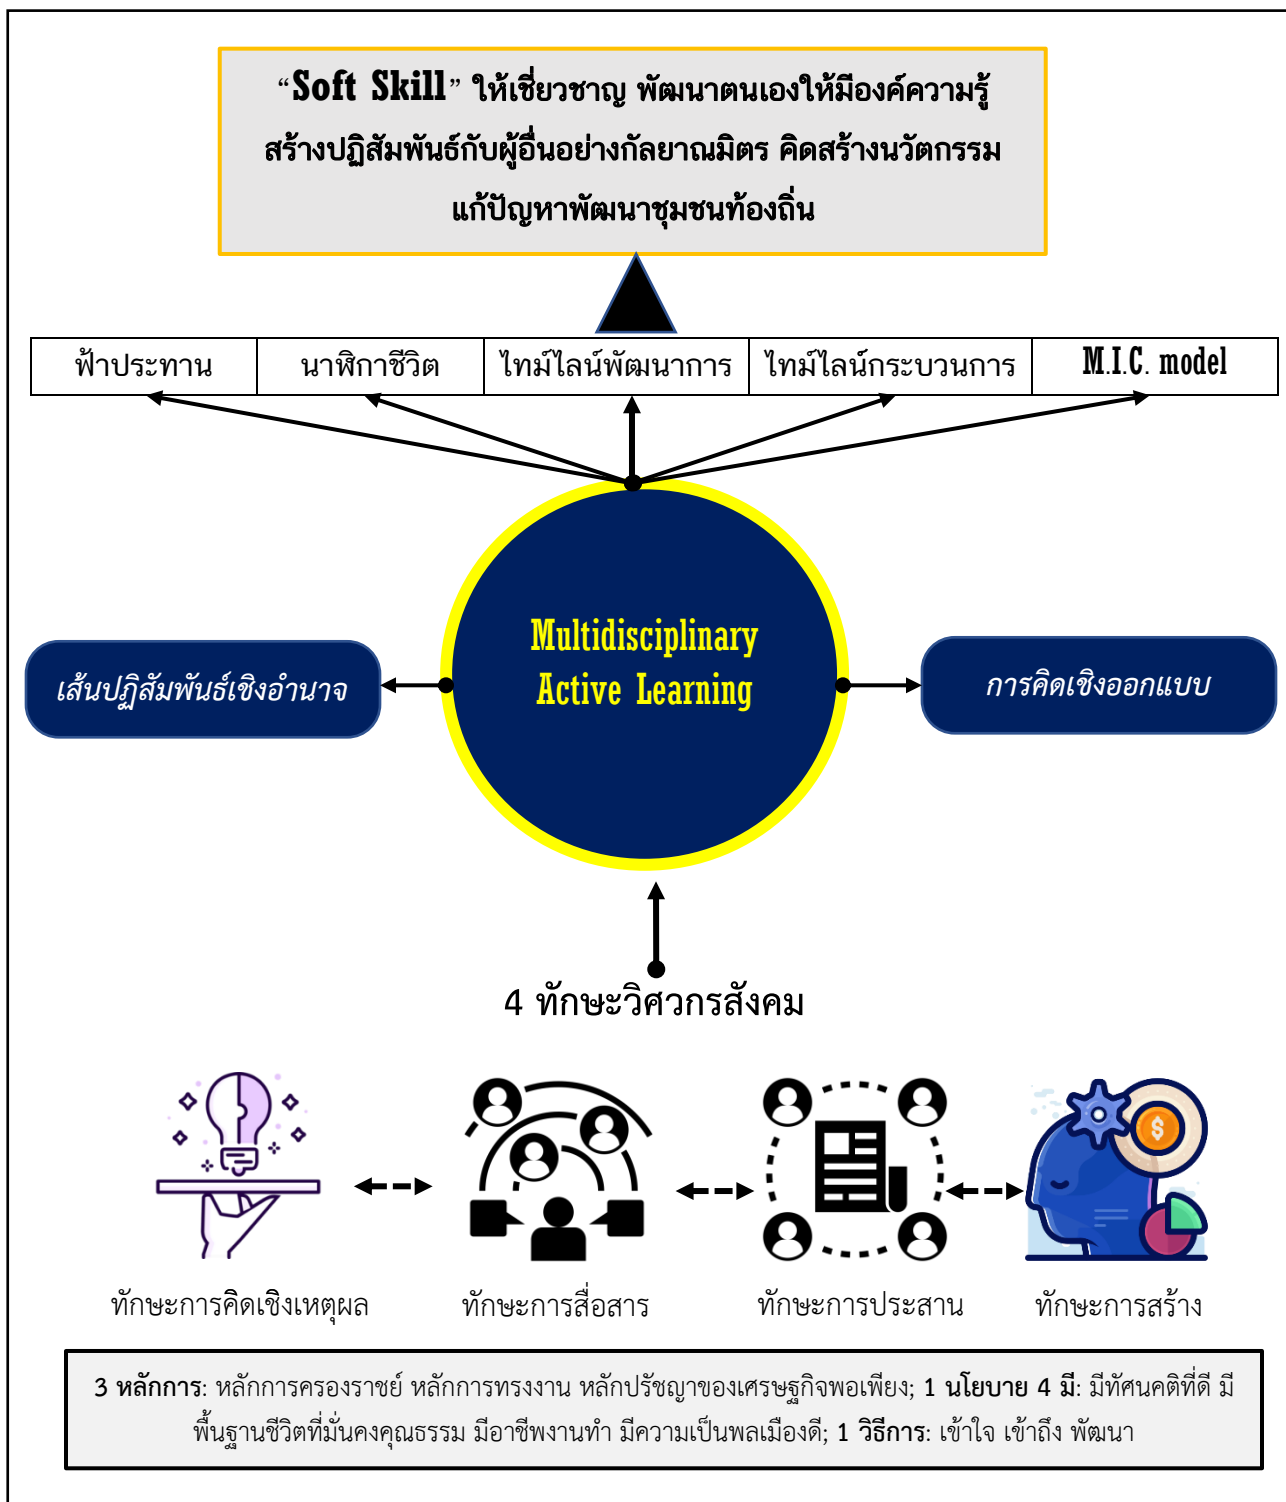 “Soft Skill” ให้เชี่ยวชาญ พัฒนาตนเองให้มีองค์ความรู้
สร้างปฏิสัมพันธ์กับผู้อื่นอย่างกัลยาณมิตร คิดสร้างนวัตกรรม
แก้ปัญหาพัฒนาชุมชนท้องถิ่น
ฟ้าประทาน
นาฬิกาชีวิต
ไทม์ไลน์พัฒนาการ
ไทม์ไลน์กระบวนการ
M.I.C. model
Multidisciplinary
Active Learning
เส้นปฏิสัมพันธ์เชิงอำนาจ
การคิดเชิงออกแบบ
4 ทักษะวิศวกรสังคม
$
ทักษะการคิดเชิงเหตุผล
ทักษะการสื่อสาร
ทักษะการประสาน
ทักษะการสร้าง
3 หลักการ: หลักการครองราชย์ หลักการทรงงาน หลักปรัชญาของเศรษฐกิจพอเพียง; 1 นโยบาย 4 มี: มีทัศนคติที่ดี มี
พื้นฐานชีวิตที่มั่นคงคุณธรรม มีอาชีพงานทำ มีความเป็นพลเมืองดี; 1 วิธีการ: เข้าใจ เข้าถึง พัฒนา